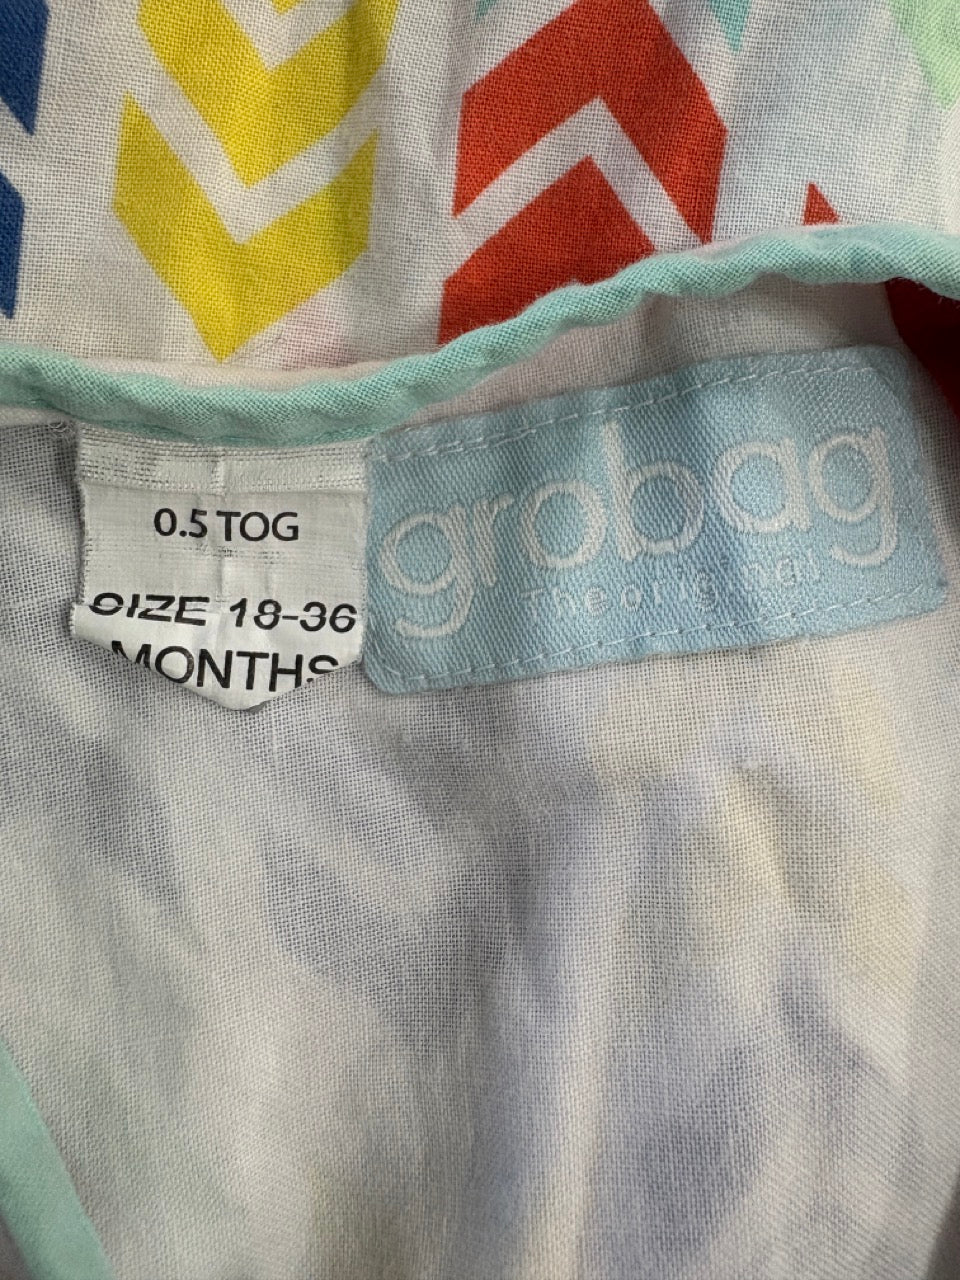 0.5 TOG
SIZE 18-36
MONTHS
grobag
The original